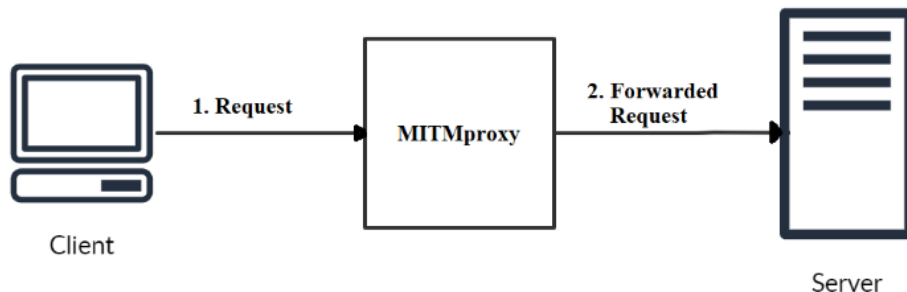 1. Request
MITMproxy
2. Forwarded
Request
Client
Server